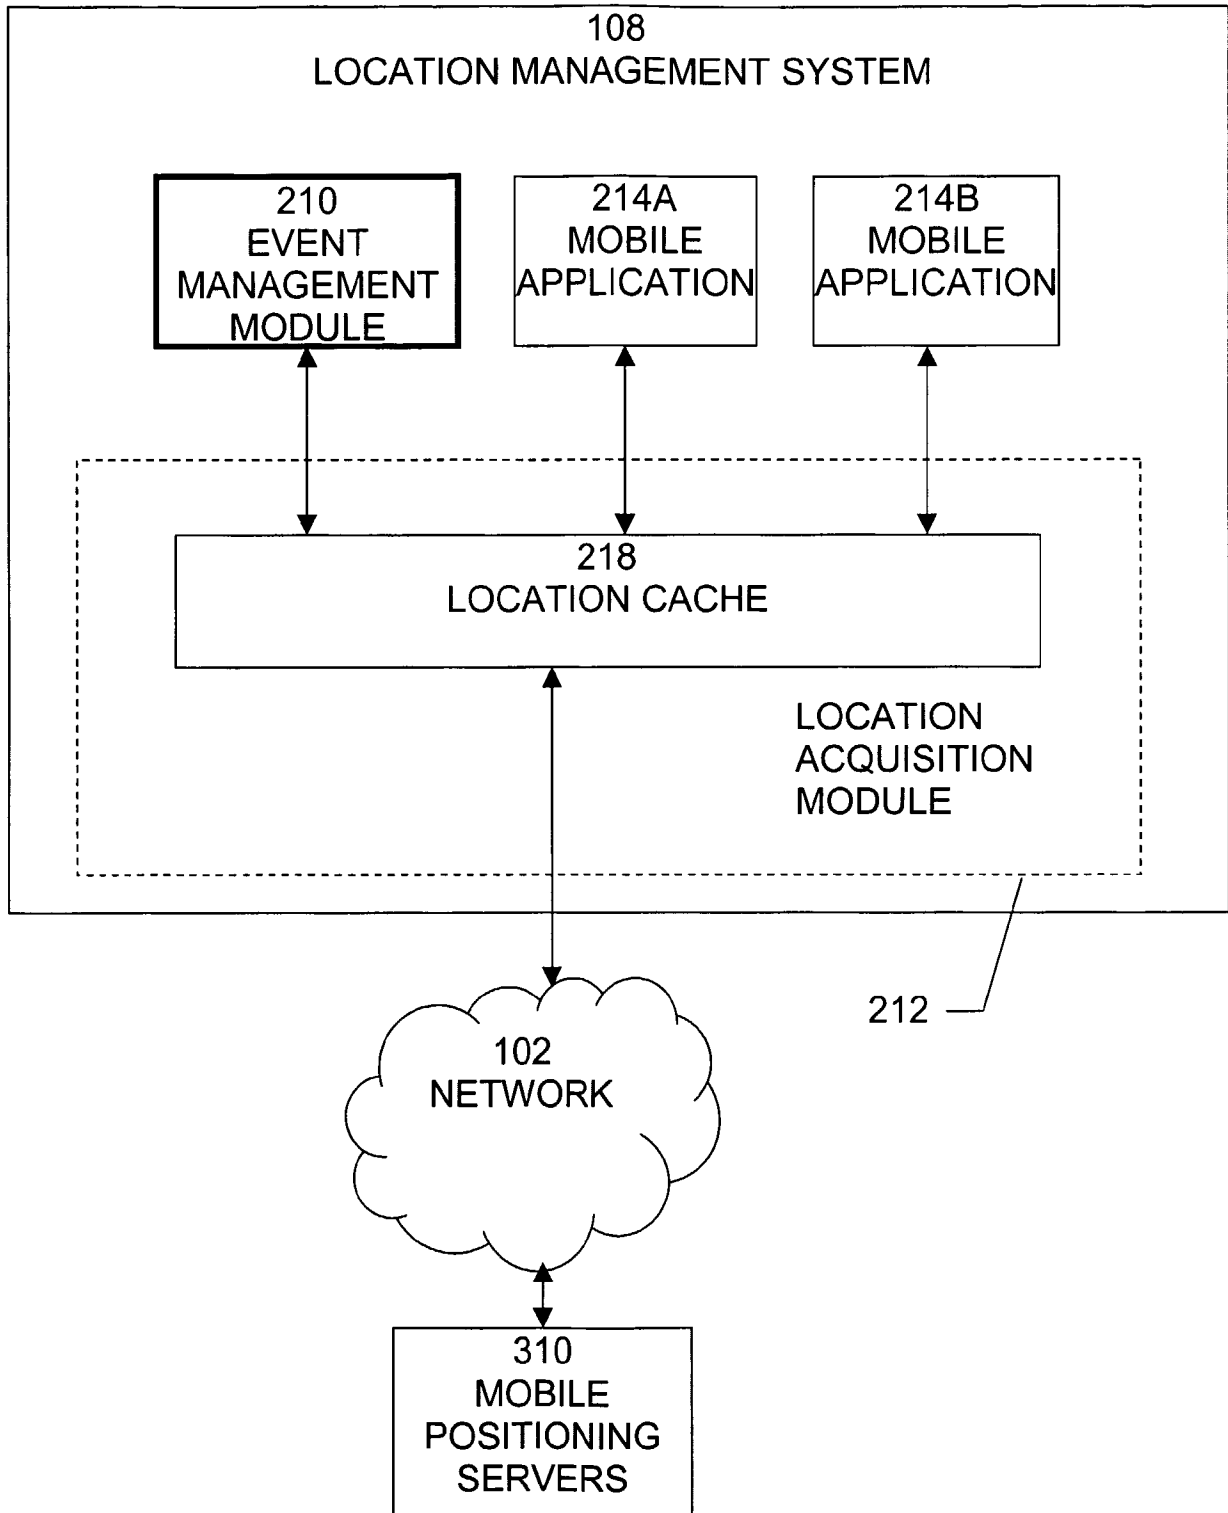 108
LOCATION MANAGEMENT SYSTEM
210
EVENT
MANAGEMENT
MODULE
214A
MOBILE
APPLICATION
214B
MOBILE
APPLICATION
218
LOCATION CACHE
LOCATION
ACQUISITION
MODULE
212
102
NETWORK
310
MOBILE
POSITIONING
SERVERS